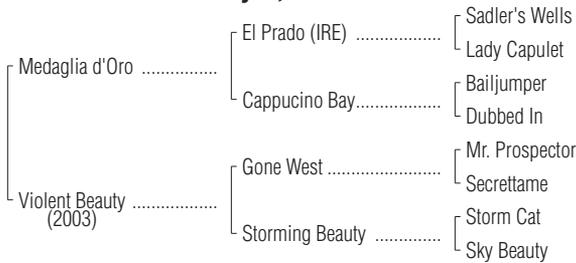 Sadler's Wells
El Prado (IRE) ..................
Lady Capulet
Medaglia d'Oro ................
Bailjumper
Cappucino Bay..................
Dubbed In
Mr. Prospector
Gone West ........................
Secrettame
Violent Beauty ..................
(2003)
Storm Cat
Storming Beauty ..............
Sky Beauty